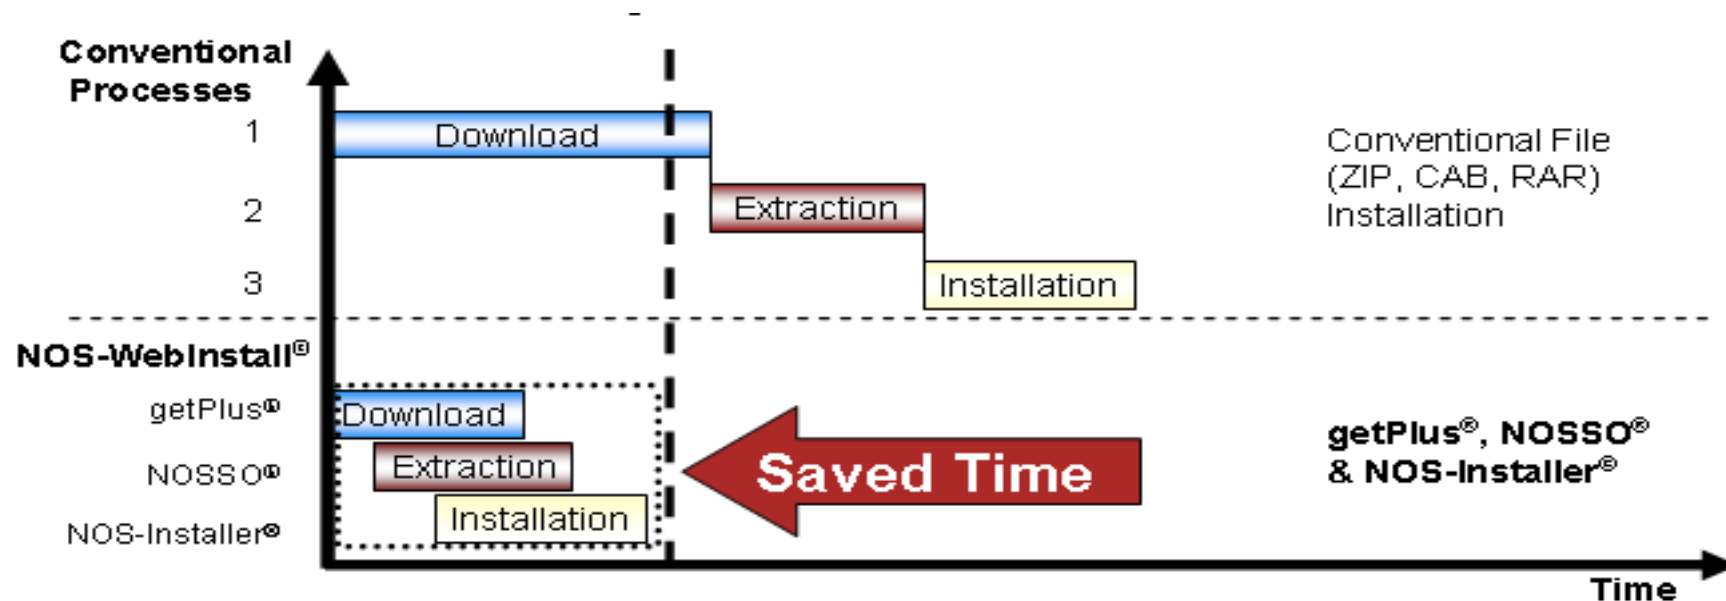 Conventional
Processes
1
Download
Conventional File
(ZIP, CAB, RAR)
Installation
2
Extraction
3
Installation
NOS-WebInstall©
getPlus®
Download
NOSSO®
Extraction
Saved Time
getPlus®, NOSSO®
& NOS-Installer®
NOS-Installer®
Installation
Time